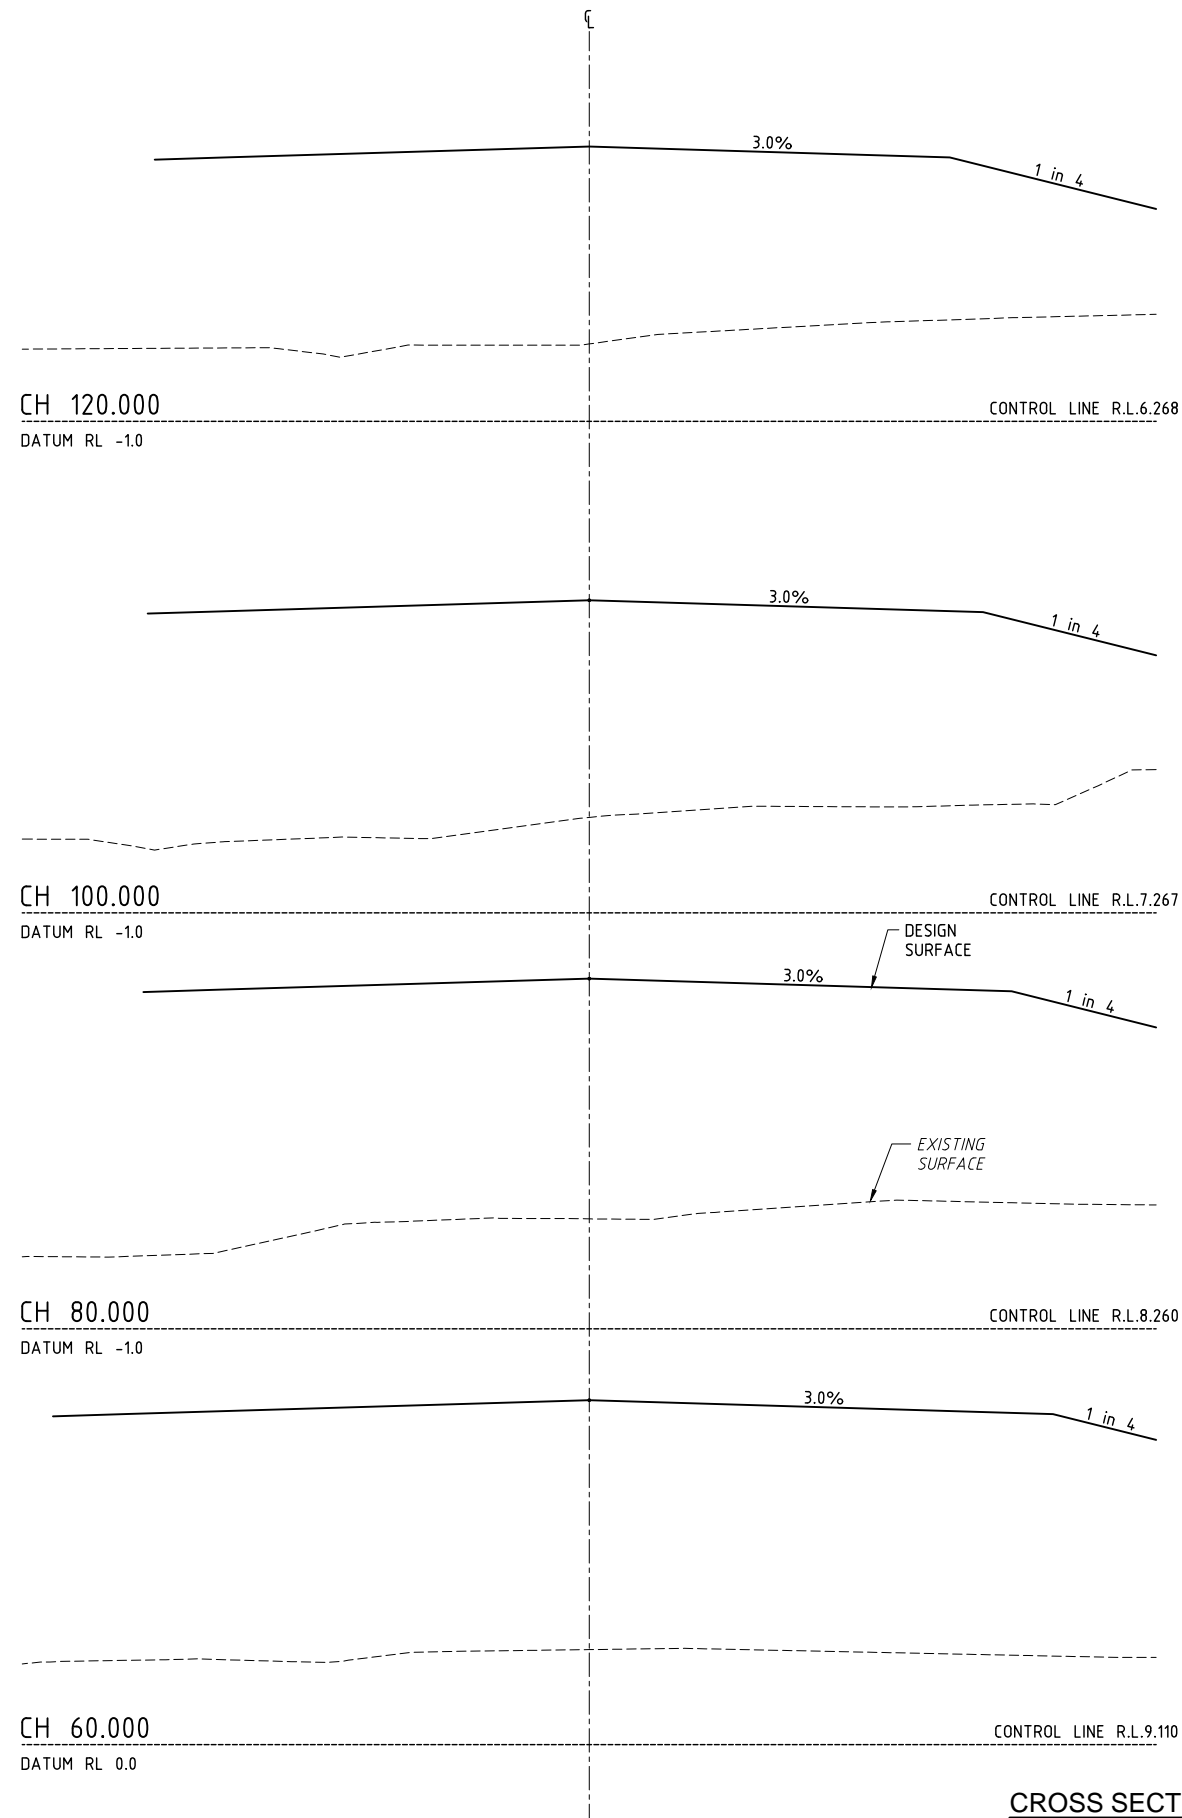 ℄
3.0%
1 in 4
CH 120.000
CONTROL LINE R.L.6.268
DATUM RL -1.0
3.0%
1 in 4
CH 100.000
CONTROL LINE R.L.7.267
DATUM RL -1.0
DESIGN
SURFACE
3.0%
1 in 4
EXISTING
SURFACE
CH 80.000
CONTROL LINE R.L.8.260
DATUM RL -1.0
3.0%
1 in 4
CH 60.000
CONTROL LINE R.L.9.110
DATUM RL 0.0
CROSS SECT